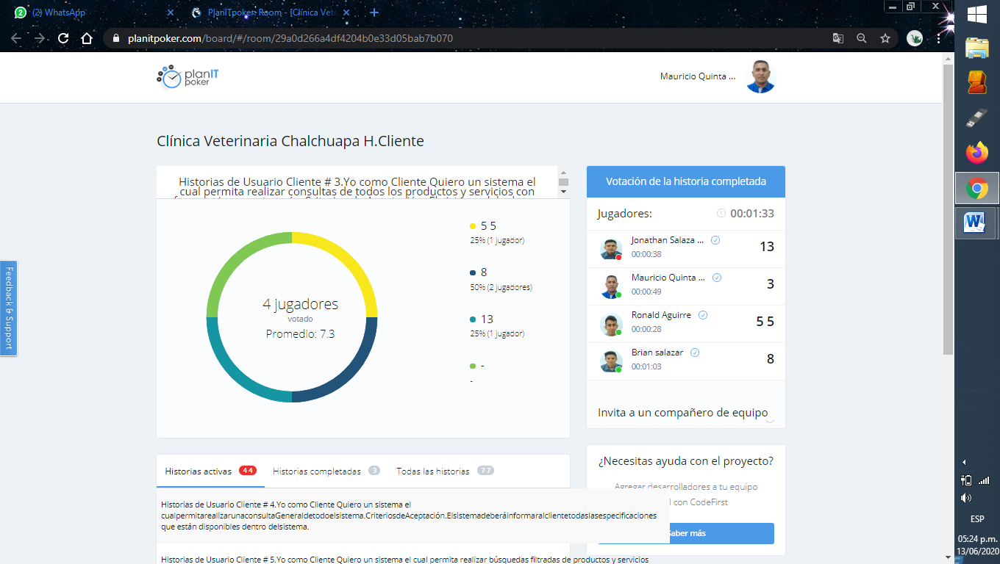 2
(2) WhatsApp
PlanITpoker: Room - [Clínica Vete
planitpoker.com/board/#/room/29a0d266a4df4204b0e33d05bab7b070
planIT
poker
Mauricio Quinta ...
Clínica Veterinaria Chalchuapa H.Cliente
Historias de Usuario Cliente # 3.Yo como Cliente Quiero un sistema el
cual permita realizar consultas de todos los productos y servicios con
4 jugadores
votado
Promedio: 7.3
5 5
25% (1 jugador)
8
50% (2 jugadores)
13
25% (1 jugador)
-
-
Votación de la historia completada
Jugadores:
00:01:33
Jonathan Salaza ...
00:00:38
13
Mauricio Quinta ...
00:00:49
3
Ronald Aguirre
00:00:28
5 5
Brian salazar
00:01:03
8
Invita a un compañero de equipo
Feedback & Support
Historias activas 4 4
Historias completadas 3
Todas las historias 7 7
Historias de Usuario Cliente # 4.Yo como Cliente Quiero un sistema el
cualpermitarealizarunaconsultaGeneraldetodoelsistema.CriteriosdeAceptación.Elsistemadeberáinformaralclientetodaslasespecificaciones
que están disponibles dentro delsistema.
Historias de Usuario Cliente # 5.Yo como Cliente Quiero un sistema el cual permita realizar búsquedas filtradas de productos y servicios
¿Necesitas ayuda con el proyecto?
Agregar desarrolladores a tu equipo
l con CodeFirst
Saber más
ESP
05:24 p.m.
13/06/2020